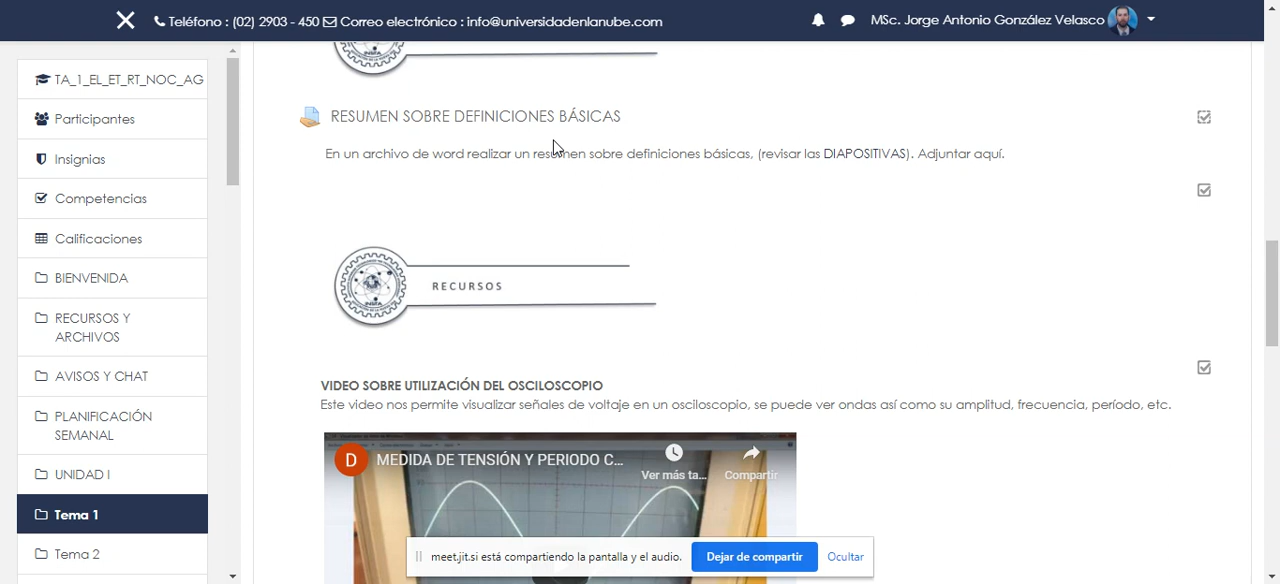 Teléfono : (02) 2903 - 450 Correo electrónico : info@universidadenlanube.com
MSc. Jorge Antonio González Velasco
TA_1_EL_ET_RT_NOC_AG
Participantes
Insignias
Competencias
Calificaciones
BIENVENIDA
RECURSOS Y
ARCHIVOS
AVISOS Y CHAT
PLANIFICACIÓN
SEMANAL
UNIDAD I
Tema 1
Tema 2
RESUMEN SOBRE DEFINICIONES BÁSICAS
En un archivo de word realizar un resumen sobre definiciones básicas, (revisar las DIAPOSITIVAS). Adjuntar aquí.
RECURSOS
VIDEO SOBRE UTILIZACIÓN DEL OSCILOSCOPIO
Este video nos permite visualizar señales de voltaje en un osciloscopio, se puede ver ondas así como su amplitud, frecuencia, período, etc.
D
MEDIDA DE TENSIÓN Y PERIODO C...
Ver más ta...
Compartir
meet.jit.si está compartiendo la pantalla y el audio.
Dejar de compartir
Ocultar